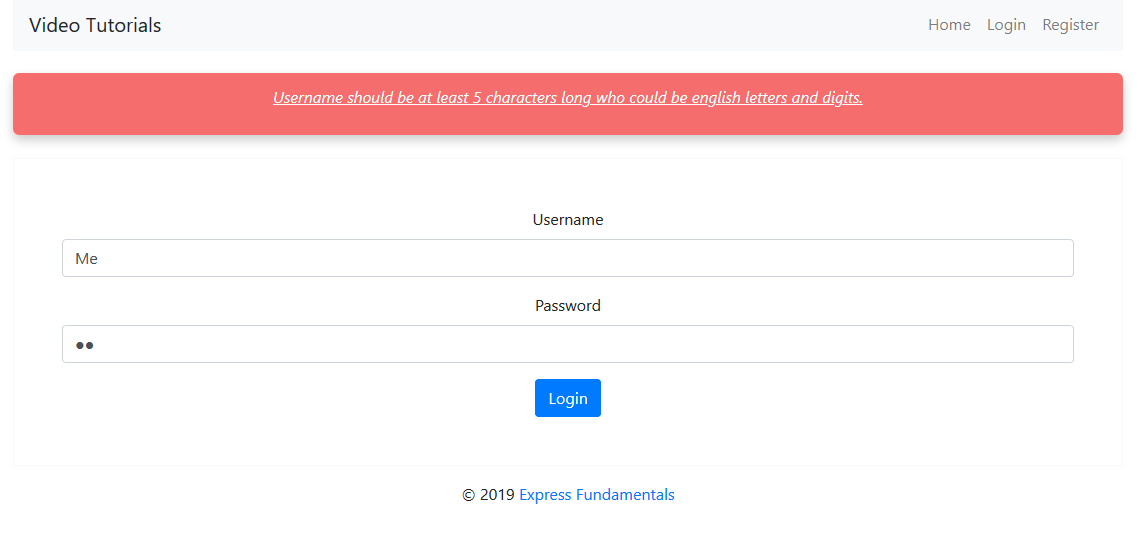 Video Tutorials Home Login Register
Username should be at least 5 characters long who could be english letters and digits.
Username
Me
Password
●●
Login
© 2019 Express Fundamentals